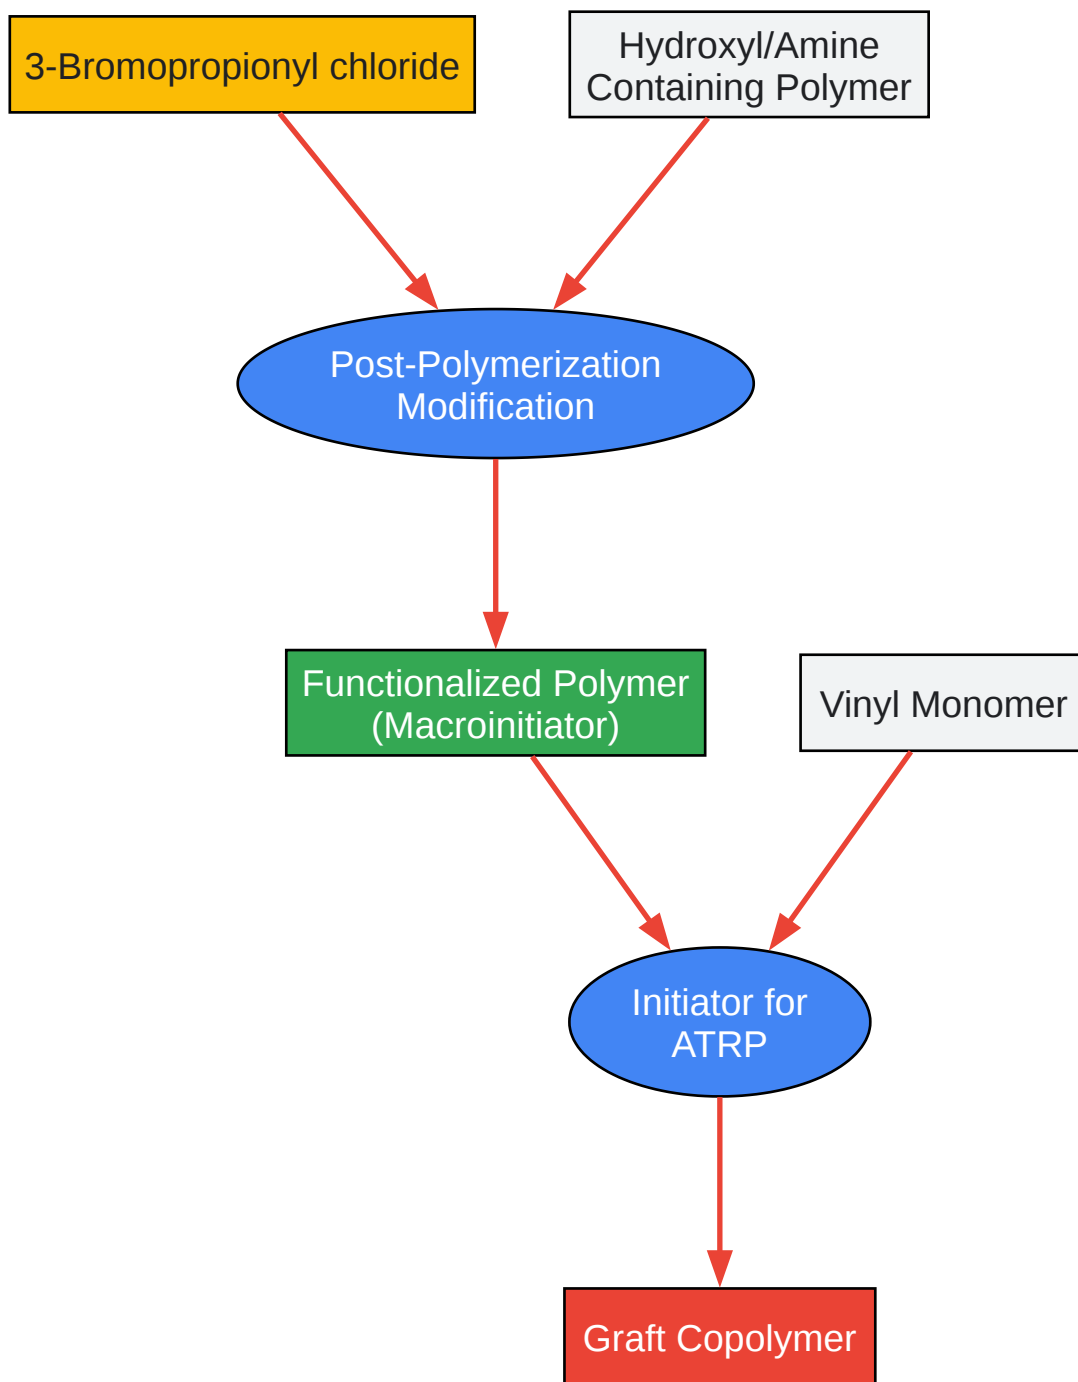 3-Bromopropionyl chloride
Hydroxyl/Amine
Containing Polymer
Post-Polymerization
Modification
Functionalized Polymer
(Macroinitiator)
Vinyl Monomer
Initiator for
ATRP
Graft Copolymer